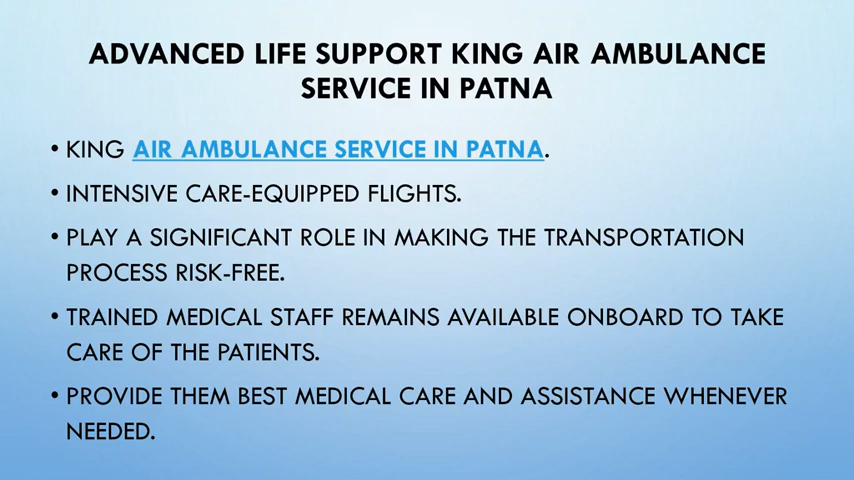 ADVANCED LIFE SUPPORT KING AIR AMBULANCE
SERVICE IN PATNA
• KING AIR AMBULANCE SERVICE IN PATNA.
• INTENSIVE CARE-EQUIPPED FLIGHTS.
• PLAY A SIGNIFICANT ROLE IN MAKING THE TRANSPORTATION
PROCESS RISK-FREE.
• TRAINED MEDICAL STAFF REMAINS AVAILABLE ONBOARD TO TAKE
CARE OF THE PATIENTS.
• PROVIDE THEM BEST MEDICAL CARE AND ASSISTANCE WHENEVER
NEEDED.